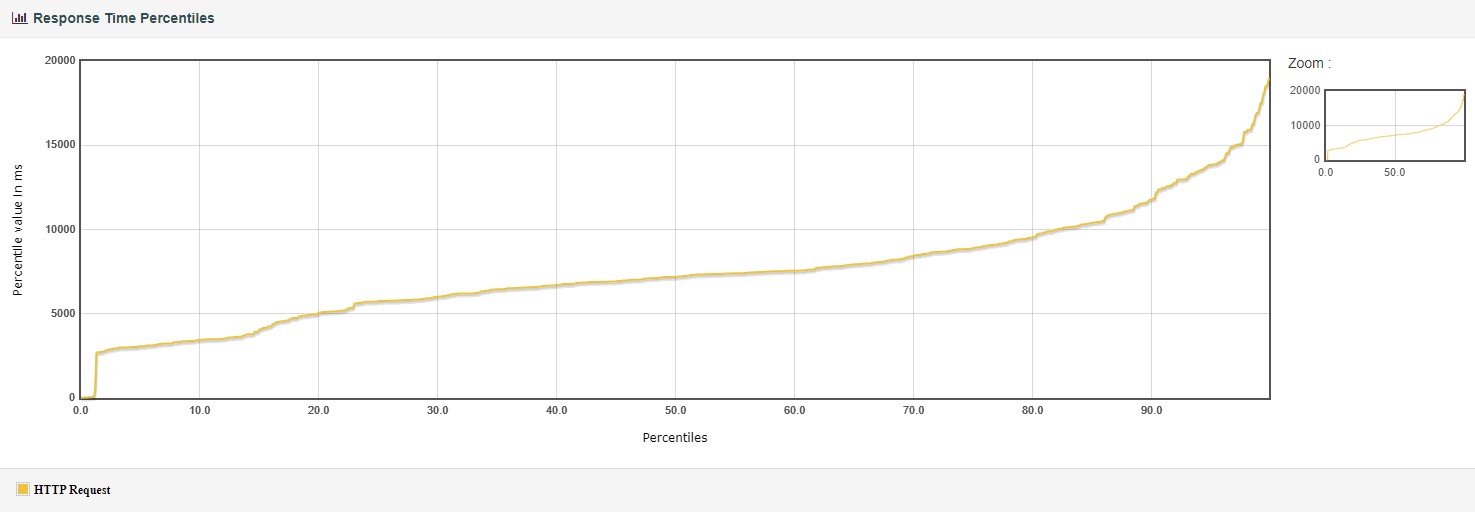 Response Time Percentiles
20000
15000
10000
5000
0
Percentile value in ms
0.0 10.0 20.0 30.0 40.0 50.0 60.0 70.0 80.0 90.0
Percentiles
Zoom :
20000
10000
0
0.0 50.0
HTTP Request